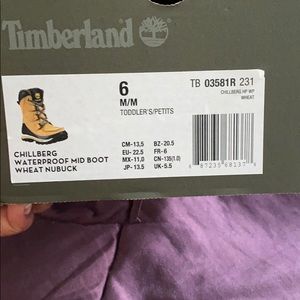 Timberland
6
M/M
TODDLER'S/PETITS
TB 03581R 231
CHILLBERG HP WP
WHEAT
CM-13,5 BZ-20.5
EU-22.5 FR-6
MX-11,0 CN-135(1.0)
JP-13.5 UK-5.5
CHILLBERG
WATERPROOF MID BOOT
WHEAT NUBUCK